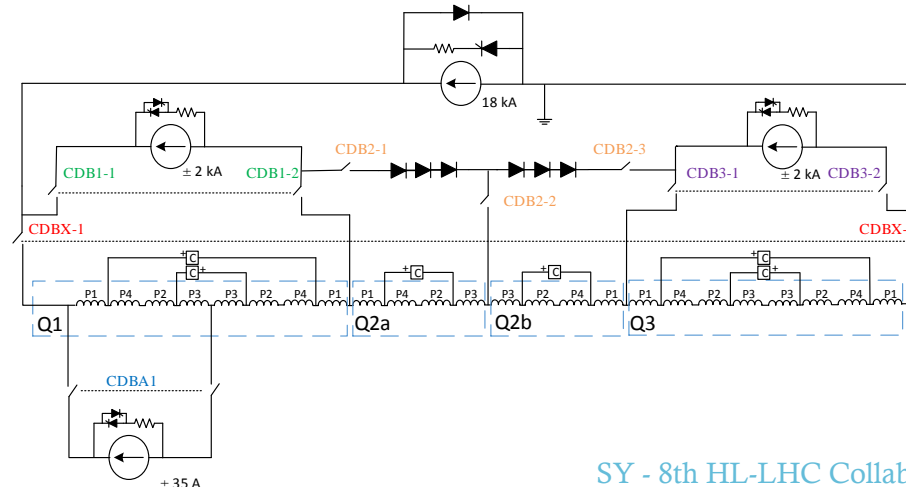 18 kA
CDB2-1
CDB2-3
CDB1-1
± 2 kA
CDB1-2
CDB3-1
± 2 kA
CDB3-2
CDB2-2
CDBX-1
CDBX-
+ C
+ C
C +
+ C
+ C
+ C
C +
P1 P4 P2 P3 P3 P2 P4 P1 P1 P4 P2 P3 P3 P2 P4 P1 P1 P4 P2 P3 P3 P2 P4 P1
Q1
Q2a
Q2b
Q3
CDBA1
± 35 A
SY - 8th HL-LHC Collab